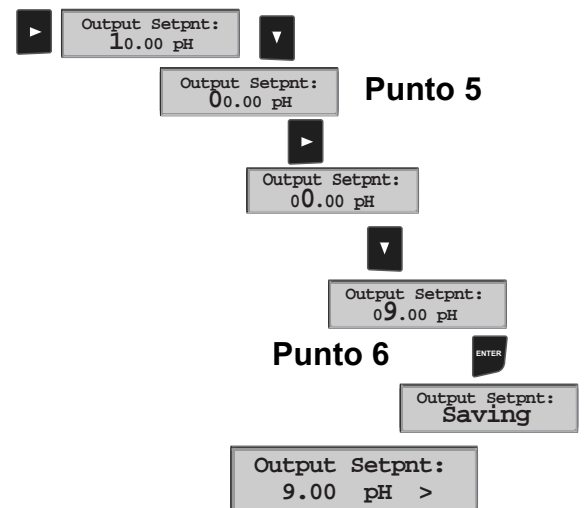 Output Setpnt:
10.00 pH
Output Setpnt:
00.00 pH
Punto 5
Output Setpnt:
00.00 pH
Output Setpnt:
09.00 pH
Punto 6
ENTER
Output Setpnt:
Saving
Output Setpnt:
9.00 pH >